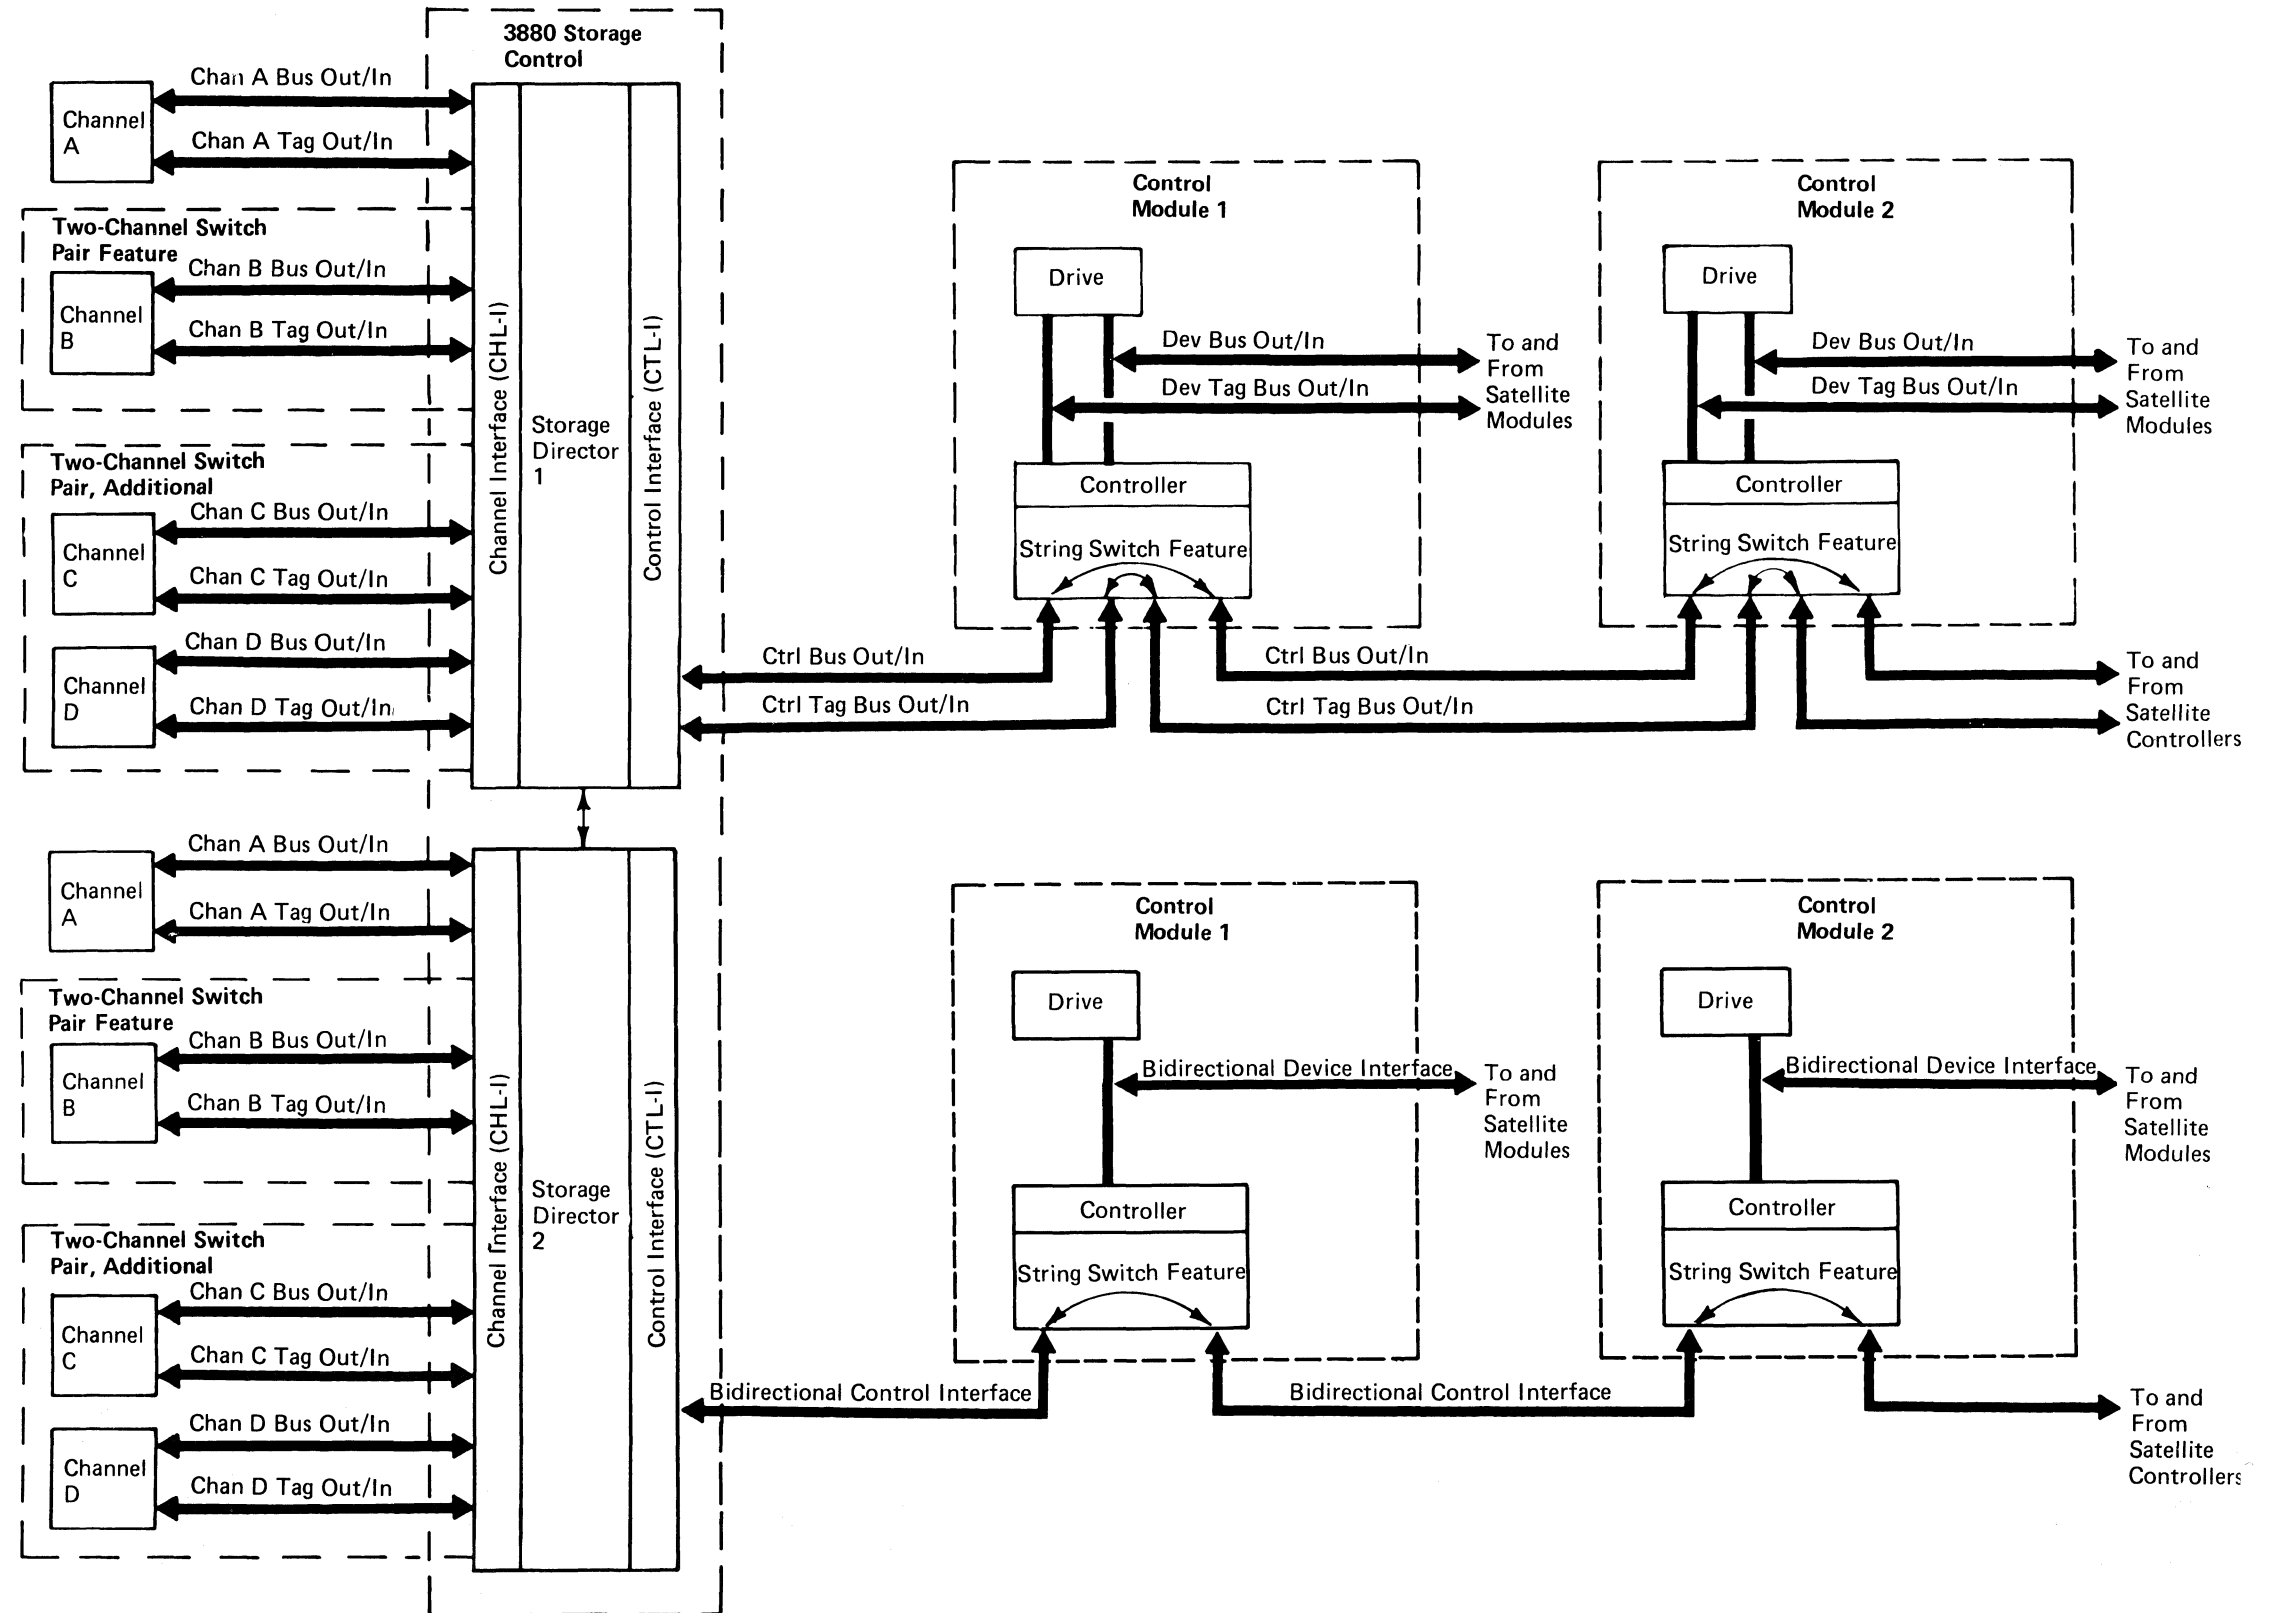 3880 Storage
Control
Chan A Bus Out/In
Channel
A
Chan A Tag Out/In
Two-Channel Switch
Pair Feature
Chan B Bus Out/In
Channel
B
Chan B Tag Out/In
Two-Channel Switch
Pair, Additional
Chan C Bus Out/In
Channel
C
Chan C Tag Out/In
Chan D Bus Out/In
Channel
D
Chan D Tag Out/In
Channel Interface (CHL-I)
Storage
Director
1
Control Interface (CTL-I)
Control
Module 1
Drive
Dev Bus Out/In
Dev Tag Bus Out/In
To and
From
Satellite
Modules
Controller
String Switch Feature
Ctrl Bus Out/In
Ctrl Tag Bus Out/In
Control
Module 2
Drive
Dev Bus Out/In
Dev Tag Bus Out/In
To and
From
Satellite
Modules
Controller
String Switch Feature
Ctrl Bus Out/In
Ctrl Tag Bus Out/In
To and
From
Satellite
Controllers
Chan A Bus Out/In
Channel
A
Chan A Tag Out/In
Two-Channel Switch
Pair Feature
Chan B Bus Out/In
Channel
B
Chan B Tag Out/In
Two-Channel Switch
Pair, Additional
Chan C Bus Out/In
Channel
C
Chan C Tag Out/In
Chan D Bus Out/In
Channel
D
Chan D Tag Out/In
Channel Interface (CHL-I)
Storage
Director
2
Control Interface (CTL-I)
Control
Module 1
Drive
Bidirectional Device Interface
To and
From
Satellite
Modules
Controller
String Switch Feature
Bidirectional Control Interface
Control
Module 2
Drive
Bidirectional Device Interface
To and
From
Satellite
Modules
Controller
String Switch Feature
Bidirectional Control Interface
To and
From
Satellite
Controllers